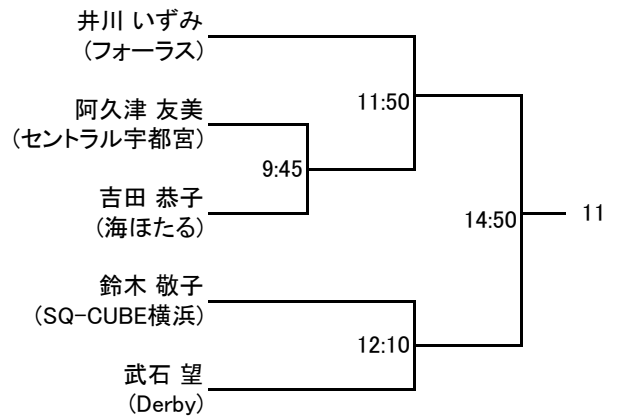 井川 いずみ
(フォーラス)
11:50
阿久津 友美
(セントラル宇都宮)
9:45
吉田 恭子
(海ほたる)
14:50
11
鈴木 敬子
(SQ-CUBE横浜)
12:10
武石 望
(Derby)